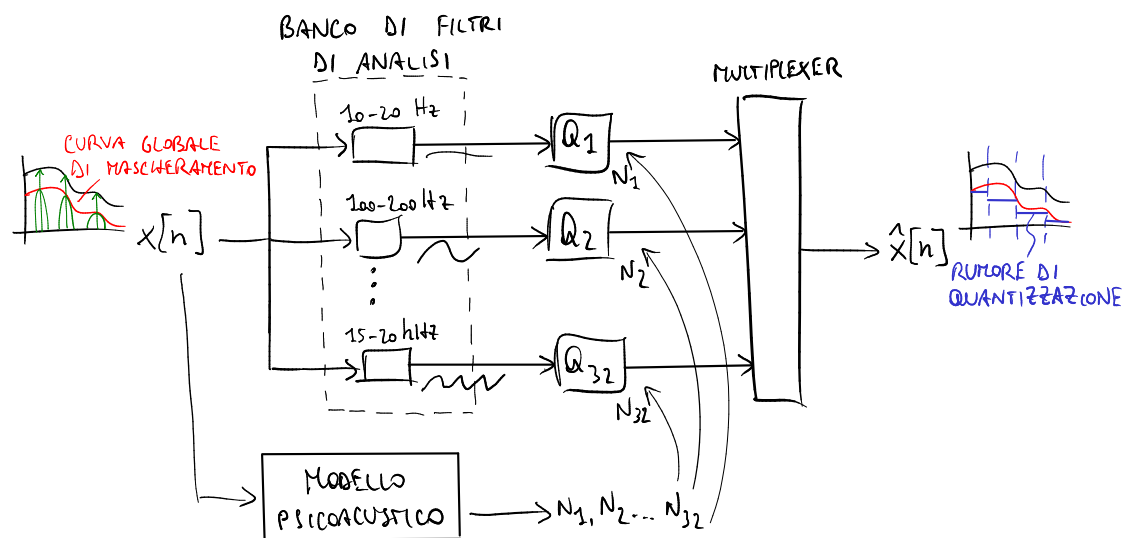 BANCO DI FILTRI
DI ANALISI
MULTIPLEXER
10-20 Hz
CURVA GLOBALE
DI MASCHERAMENTO
Q1
N1
x[n]
100-200 Hz
Q2
N2
x̂[n]
RUMORE DI
QUANTIZZAZIONE
15-20 kHz
Q32
N32
MODELLO
PSICOACUSTICO
N1, N2... N32